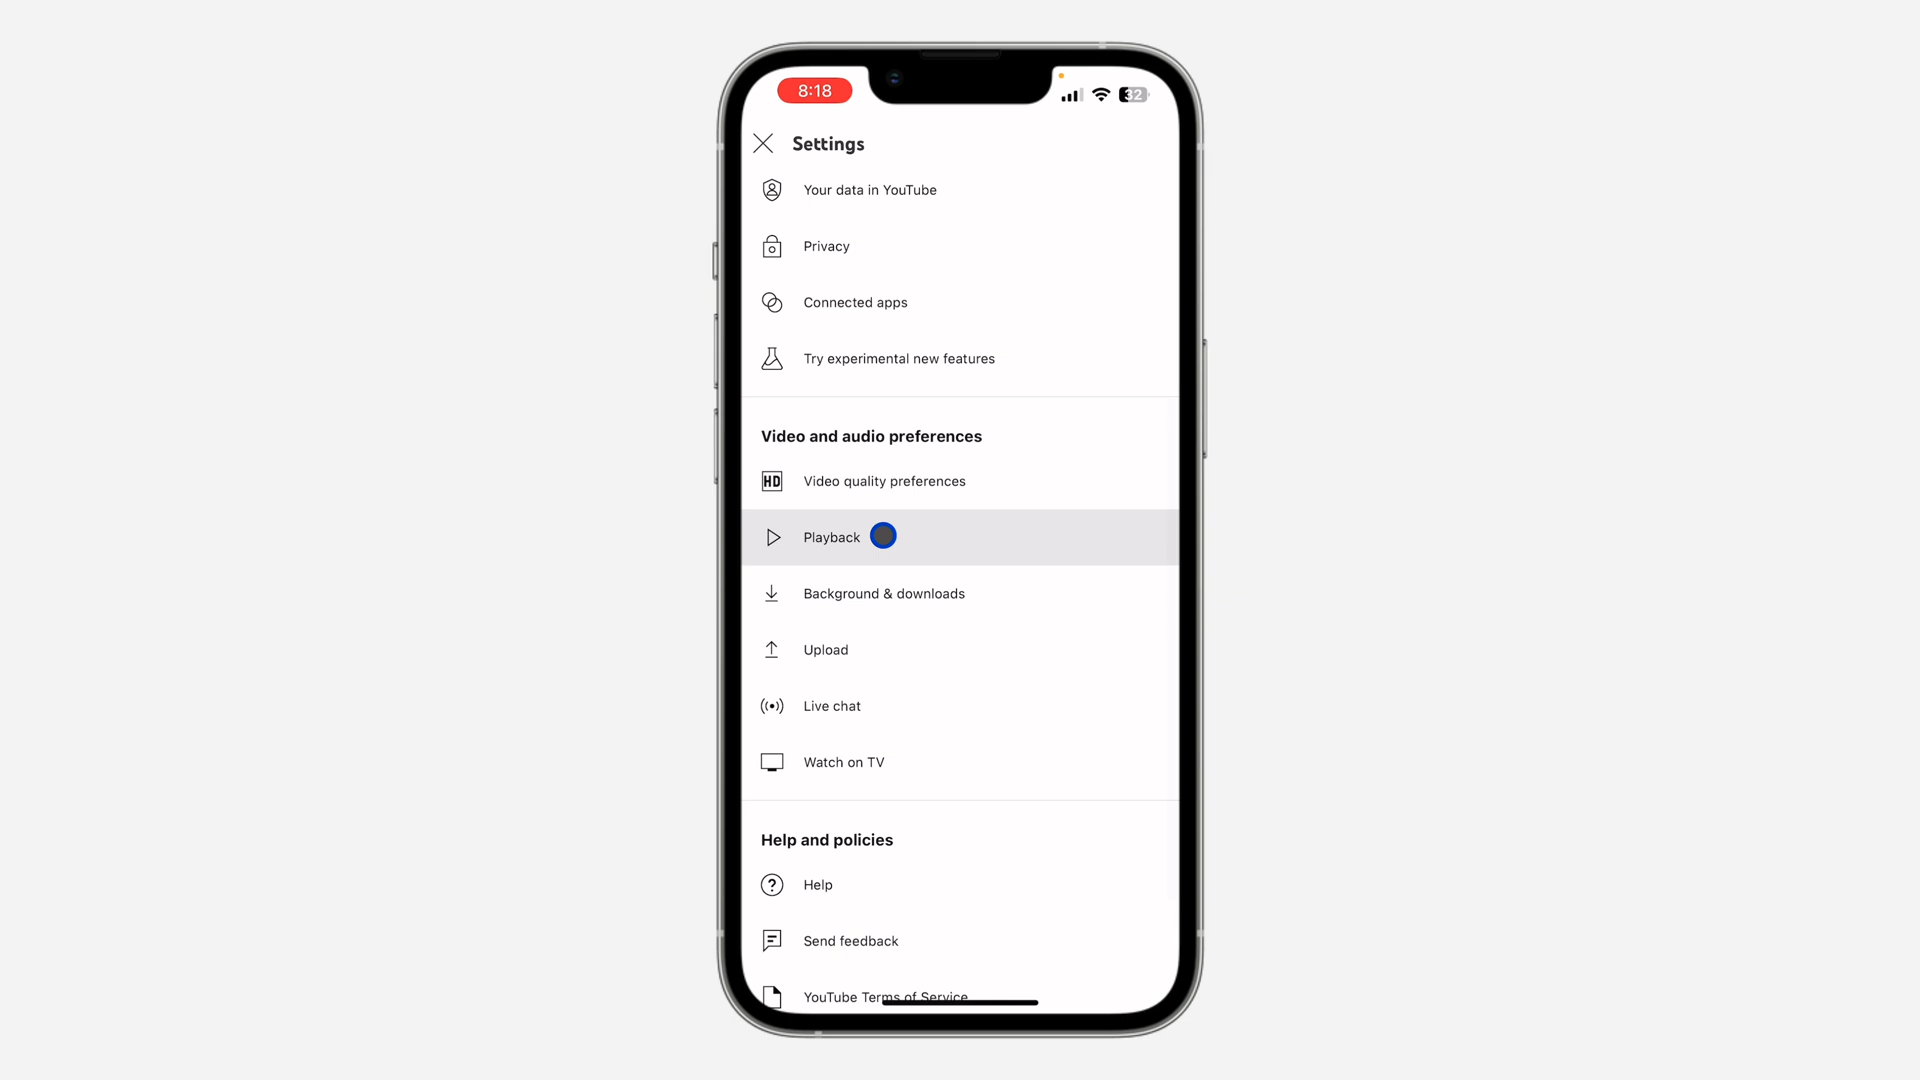 8:18
32
Settings
Your data in YouTube
Privacy
Connected apps
Try experimental new features
Video and audio preferences
HD Video quality preferences
Playback
Background & downloads
Upload
Live chat
Watch on TV
Help and policies
Help
Send feedback
YouTube Terms of Service